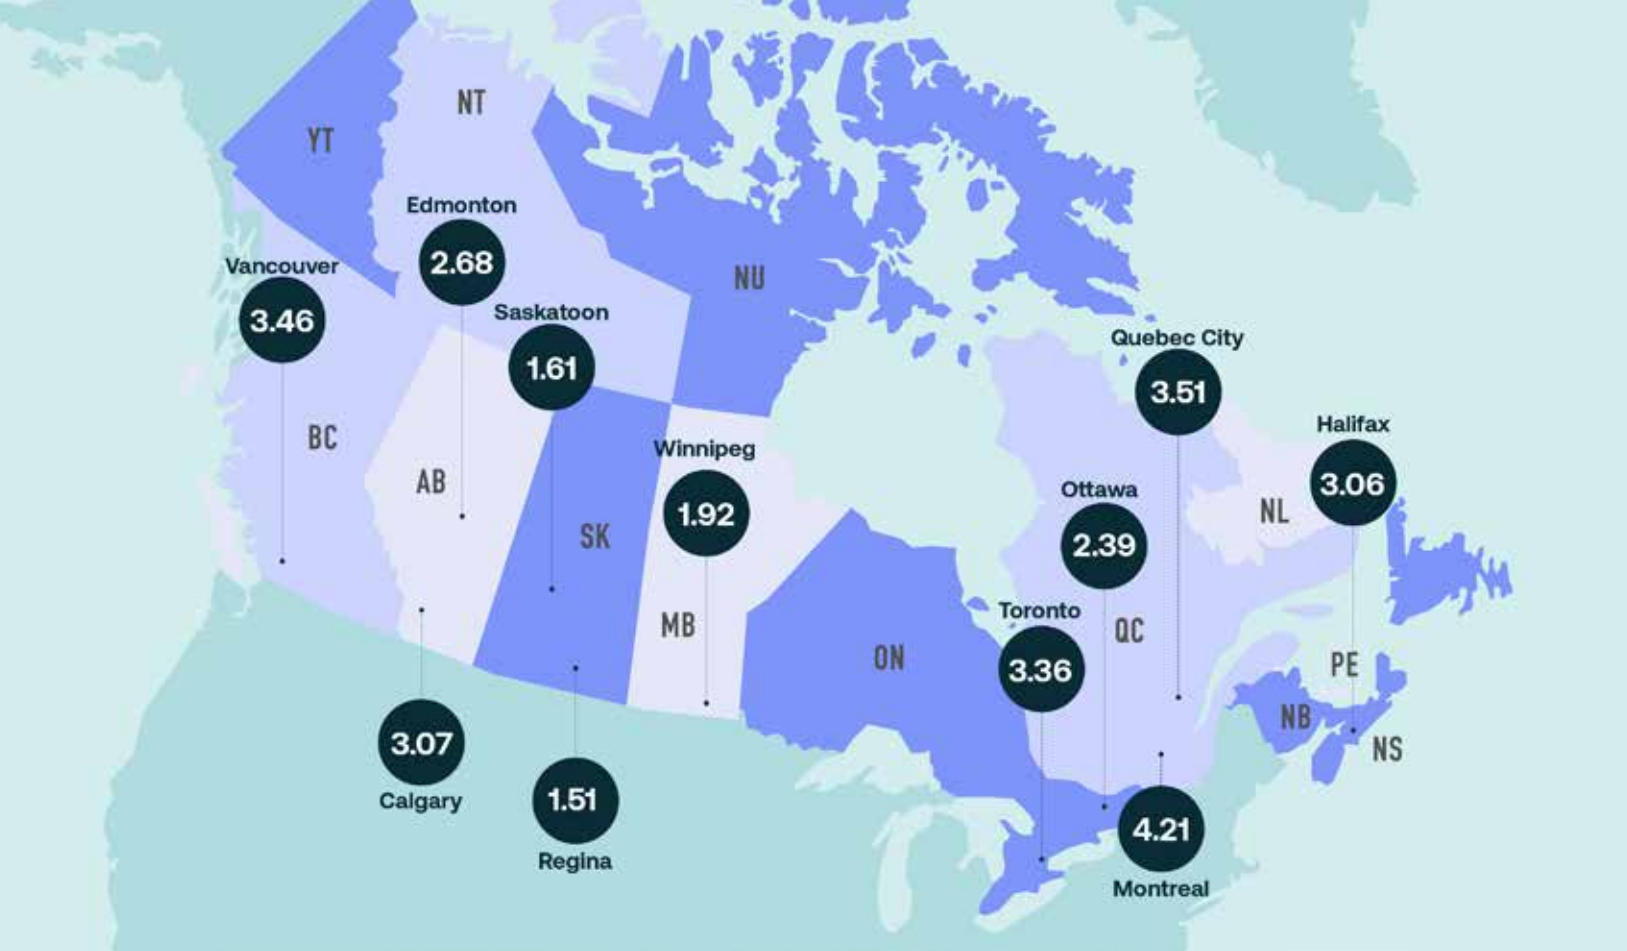 NT
YT
Edmonton
2.68
Vancouver
3.46
NU
Saskatoon
1.61
Quebec City
3.51
BC
Winnipeg
1.92
Halifax
3.06
AB
SK
Ottawa
2.39
NL
MB
Toronto
3.36
QC
ON
PE
NB
NS
3.07
Calgary
1.51
Regina
4.21
Montreal